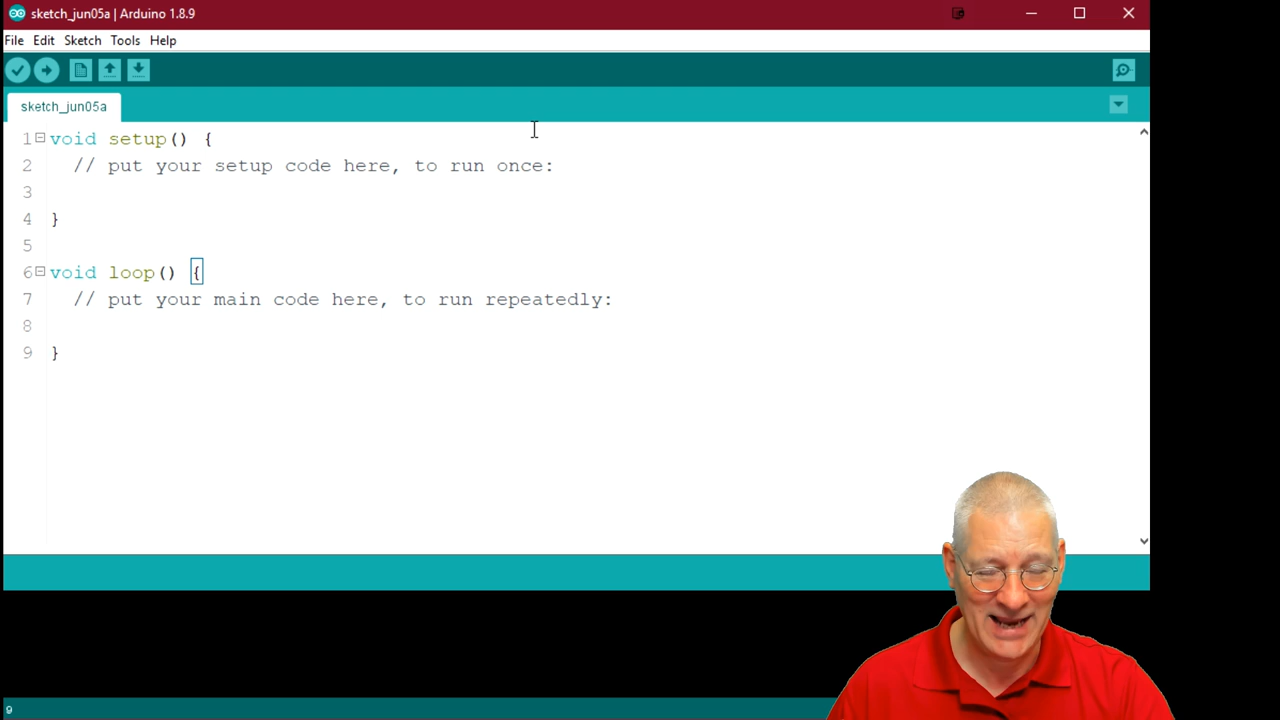 sketch_jun05a | Arduino 1.8.9
File Edit Sketch Tools Help
sketch_jun05a
1 void setup() {
2 // put your setup code here, to run once:
3
4 }
5
6 void loop() {
7 // put your main code here, to run repeatedly:
8
9 }
9